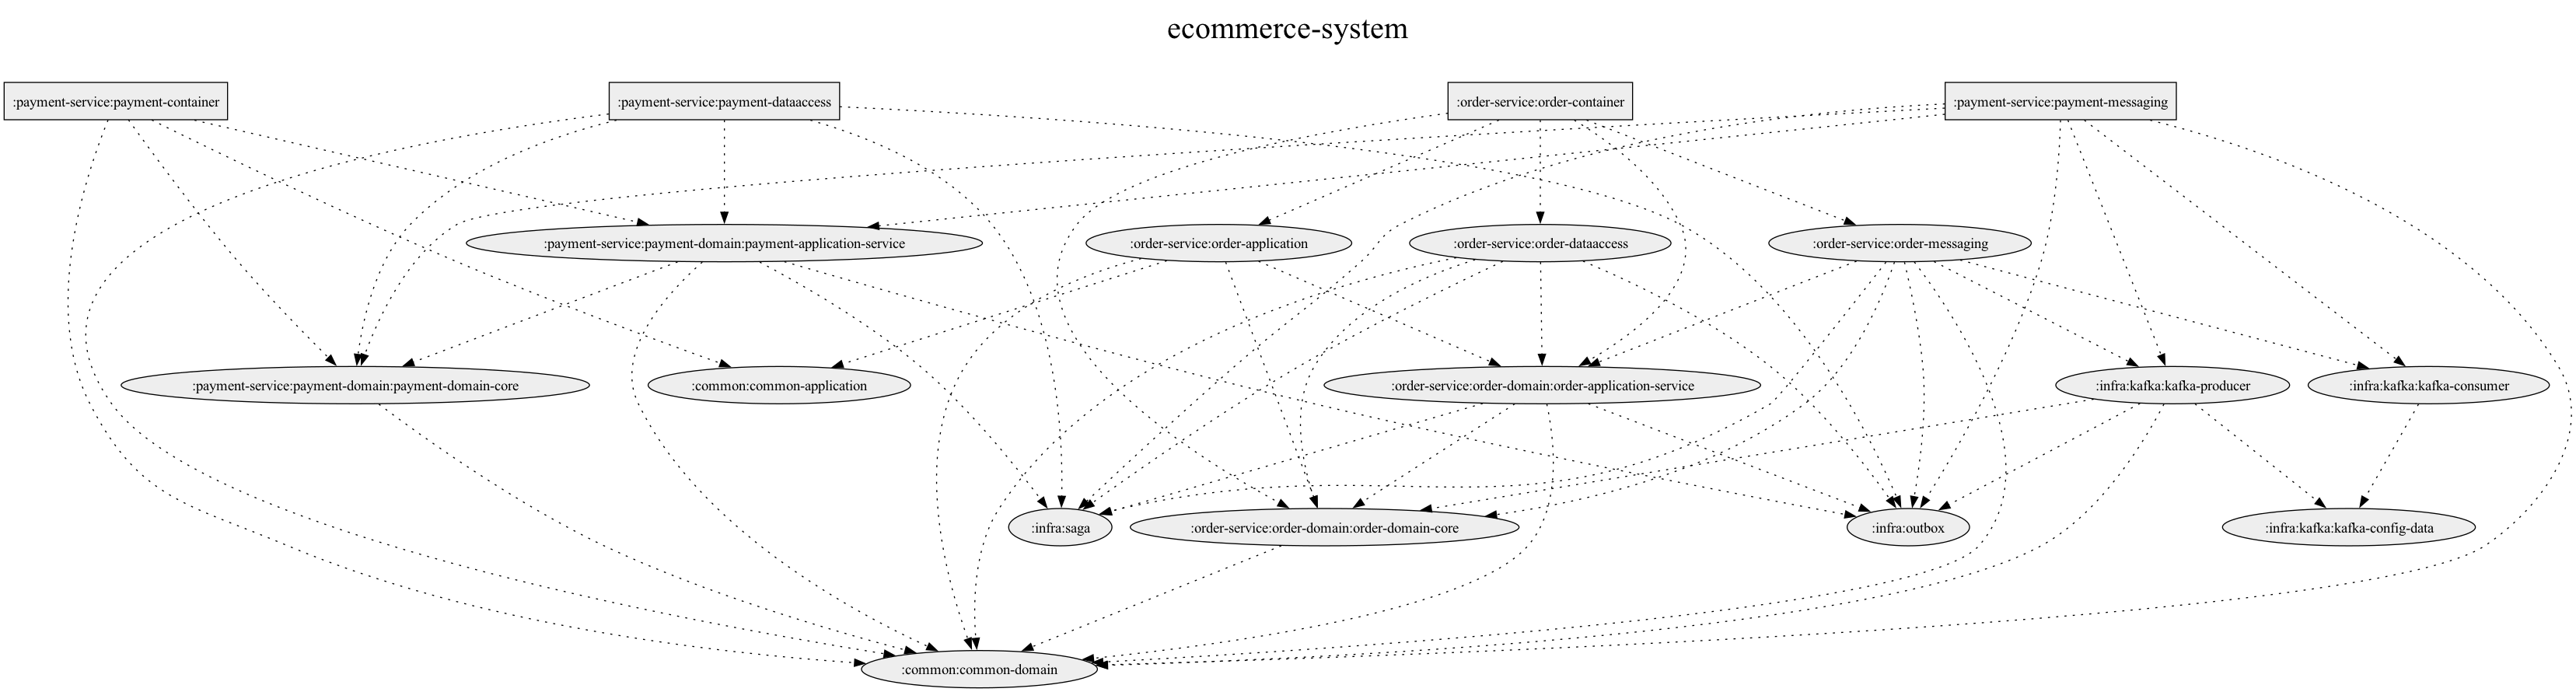 ecommerce-system
:payment-service:payment-container
:payment-service:payment-dataaccess
:order-service:order-container
:payment-service:payment-messaging
:payment-service:payment-domain:payment-application-service
:order-service:order-application
:order-service:order-dataaccess
:order-service:order-messaging
:payment-service:payment-domain:payment-domain-core
:common:common-application
:order-service:order-domain:order-application-service
:infra:kafka:kafka-producer
:infra:kafka:kafka-consumer
:infra:saga
:order-service:order-domain:order-domain-core
:infra:outbox
:infra:kafka:kafka-config-data
:common:common-domain